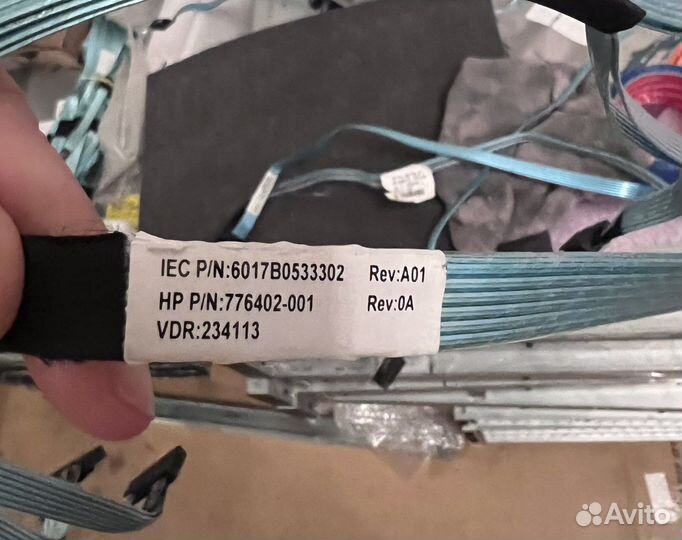 IEC P/N:6017B0533302 Rev:A01
HP P/N:776402-001 Rev:0A
VDR:234113
Avito